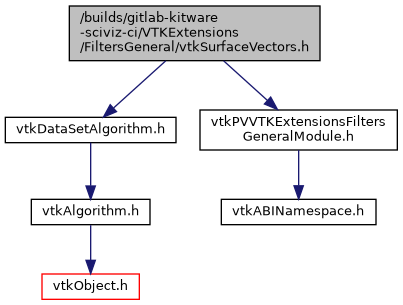 /builds/gitlab-kitware
-sciviz-ci/VTKExtensions
/FiltersGeneral/vtkSurfaceVectors.h
vtkDataSetAlgorithm.h
vtkPVVTKExtensionsFilters
GeneralModule.h
vtkAlgorithm.h
vtkABINamespace.h
vtkObject.h